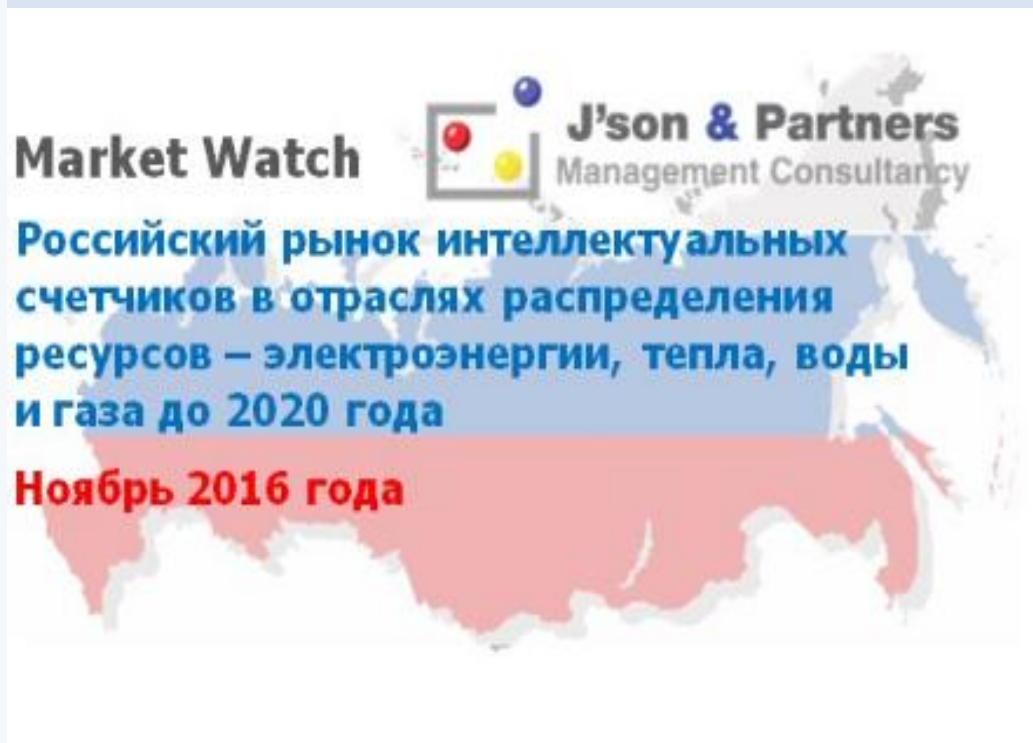 Market Watch
J'son & Partners
Management Consultancy
Российский рынок интеллектуальных
счетчиков в отраслях распределения
ресурсов – электроэнергии, тепла, воды
и газа до 2020 года
Ноябрь 2016 года